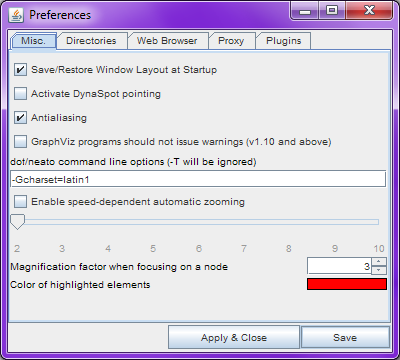 Preferences
Misc. Directories Web Browser Proxy Plugins
Save/Restore Window Layout at Startup
Activate DynaSpot pointing
Antialiasing
GraphViz programs should not issue warnings (v1.10 and above)
dot/neato command line options (-T will be ignored)
-Gcharset=latin1
Enable speed-dependent automatic zooming
2 3 4 5 6 7 8 9 10
Magnification factor when focusing on a node 3
Color of highlighted elements
Apply & Close Save